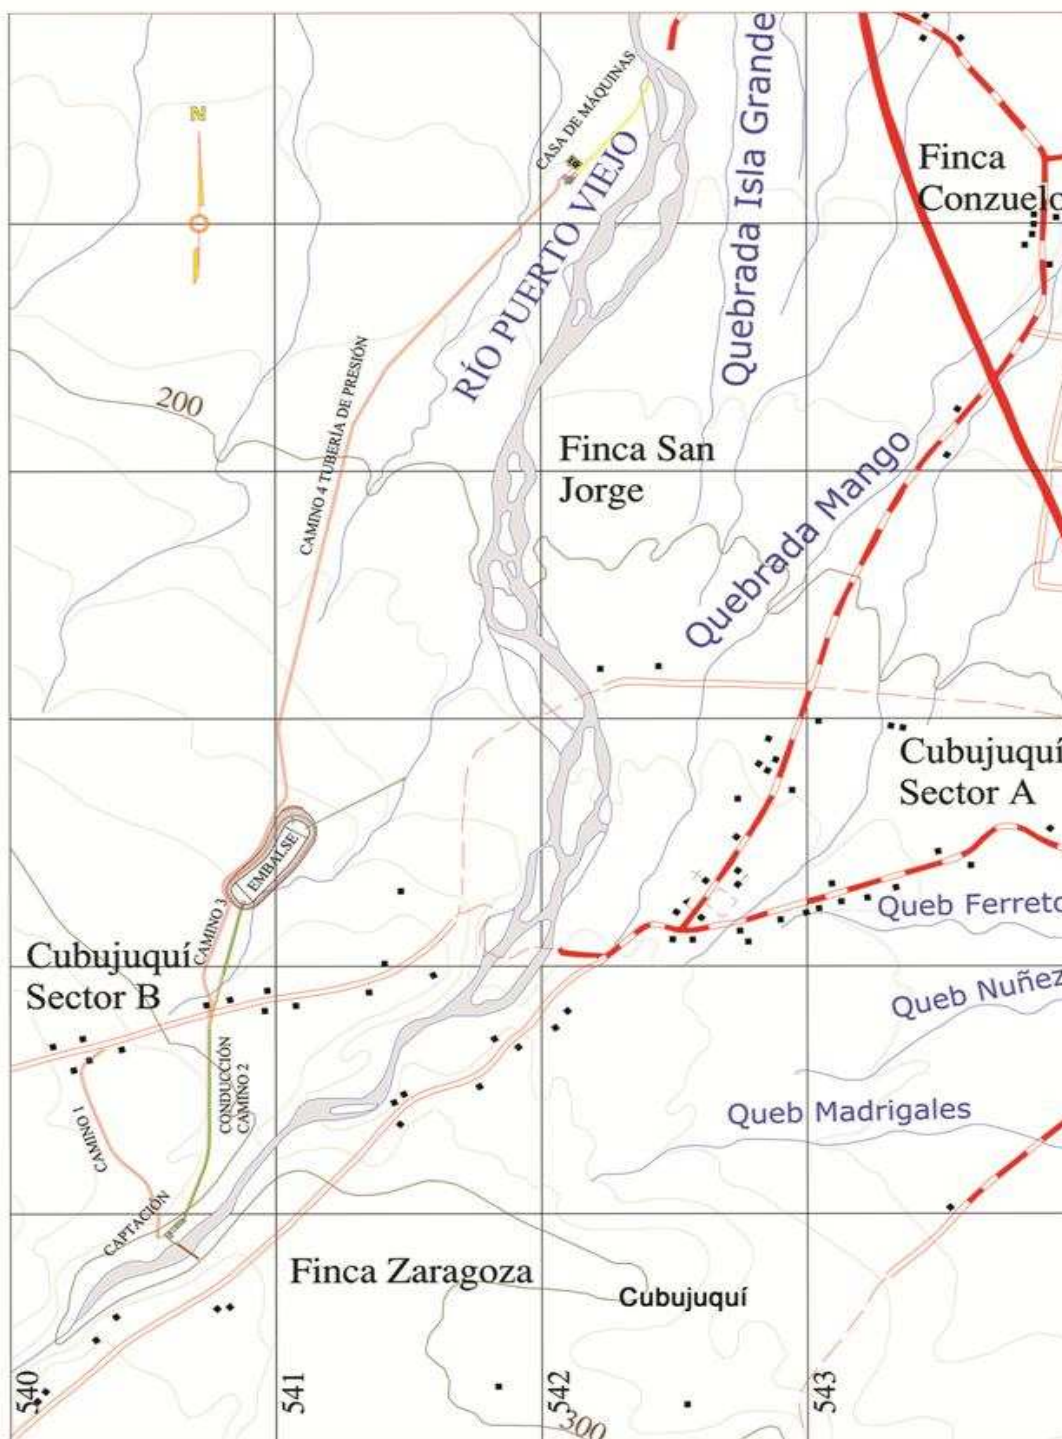 N
CASA DE MÁQUINAS
RÍO PUERTO VIEJO
Quebrada Isla Grande
Finca
Conzuelo
200
CAMINO 4 TUBERÍA DE PRESIÓN
Finca San
Jorge
Quebrada Mango
Cubujuquí
Sector A
EMBALSE
CAMINO 3
Queb Ferreto
Cubujuquí
Sector B
Queb Nuñez
CONDUCCIÓN
CAMINO 2
CAMINO 1
Queb Madrigales
CAPTACIÓN
Finca Zaragoza
Cubujuquí
540
541
542
543
300